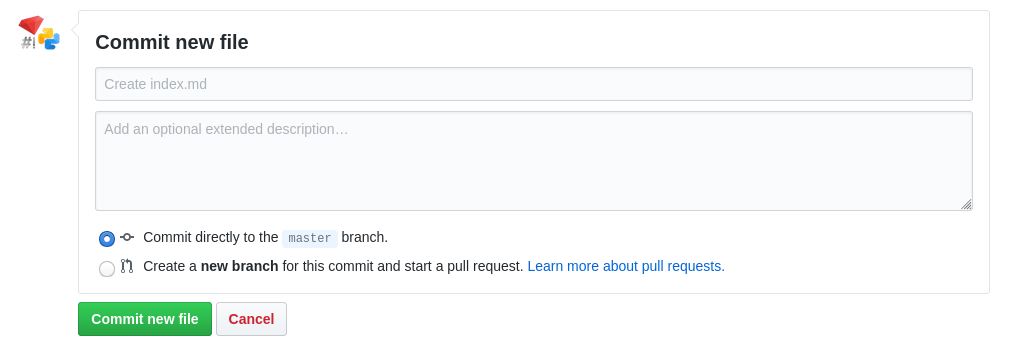 #!
Commit new file
Create index.md
Add an optional extended description…
Commit directly to the master branch.
Create a new branch for this commit and start a pull request. Learn more about pull requests.
Commit new file
Cancel